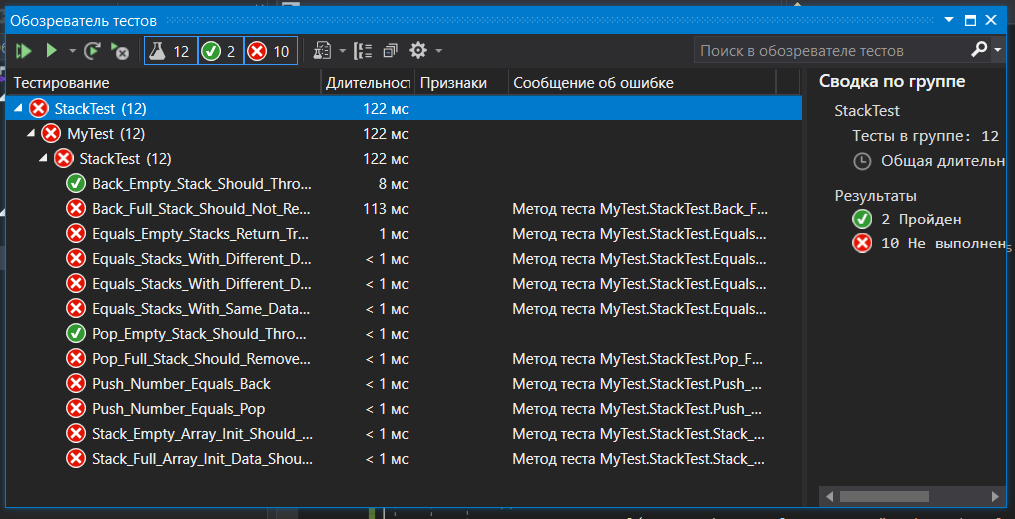 Обозреватель тестов
12 2 10 Поиск в обозревателе тестов
Тестирование Длительност Признаки Сообщение об ошибке
StackTest (12) 122 мс
MyTest (12) 122 мс
StackTest (12) 122 мс
Back_Empty_Stack_Should_Thro... 8 мс
Back_Full_Stack_Should_Not_Re... 113 мс Метод теста MyTest.StackTest.Back_F...
Equals_Empty_Stacks_Return_Tr... 1 мс Метод теста MyTest.StackTest.Equals...
Equals_Stacks_With_Different_D... < 1 мс Метод теста MyTest.StackTest.Equals...
Equals_Stacks_With_Different_D... < 1 мс Метод теста MyTest.StackTest.Equals...
Equals_Stacks_With_Same_Data... < 1 мс Метод теста MyTest.StackTest.Equals...
Pop_Empty_Stack_Should_Thro... < 1 мс
Pop_Full_Stack_Should_Remove... < 1 мс Метод теста MyTest.StackTest.Pop_F...
Push_Number_Equals_Back < 1 мс Метод теста MyTest.StackTest.Push_...
Push_Number_Equals_Pop < 1 мс Метод теста MyTest.StackTest.Push_...
Stack_Empty_Array_Init_Should_... < 1 мс Метод теста MyTest.StackTest.Stack_...
Stack_Full_Array_Init_Data_Shou... < 1 мс Метод теста MyTest.StackTest.Stack_...
Сводка по группе
StackTest
Тесты в группе: 12
Общая длительн
Результаты
2 Пройден
10 Не выполнен